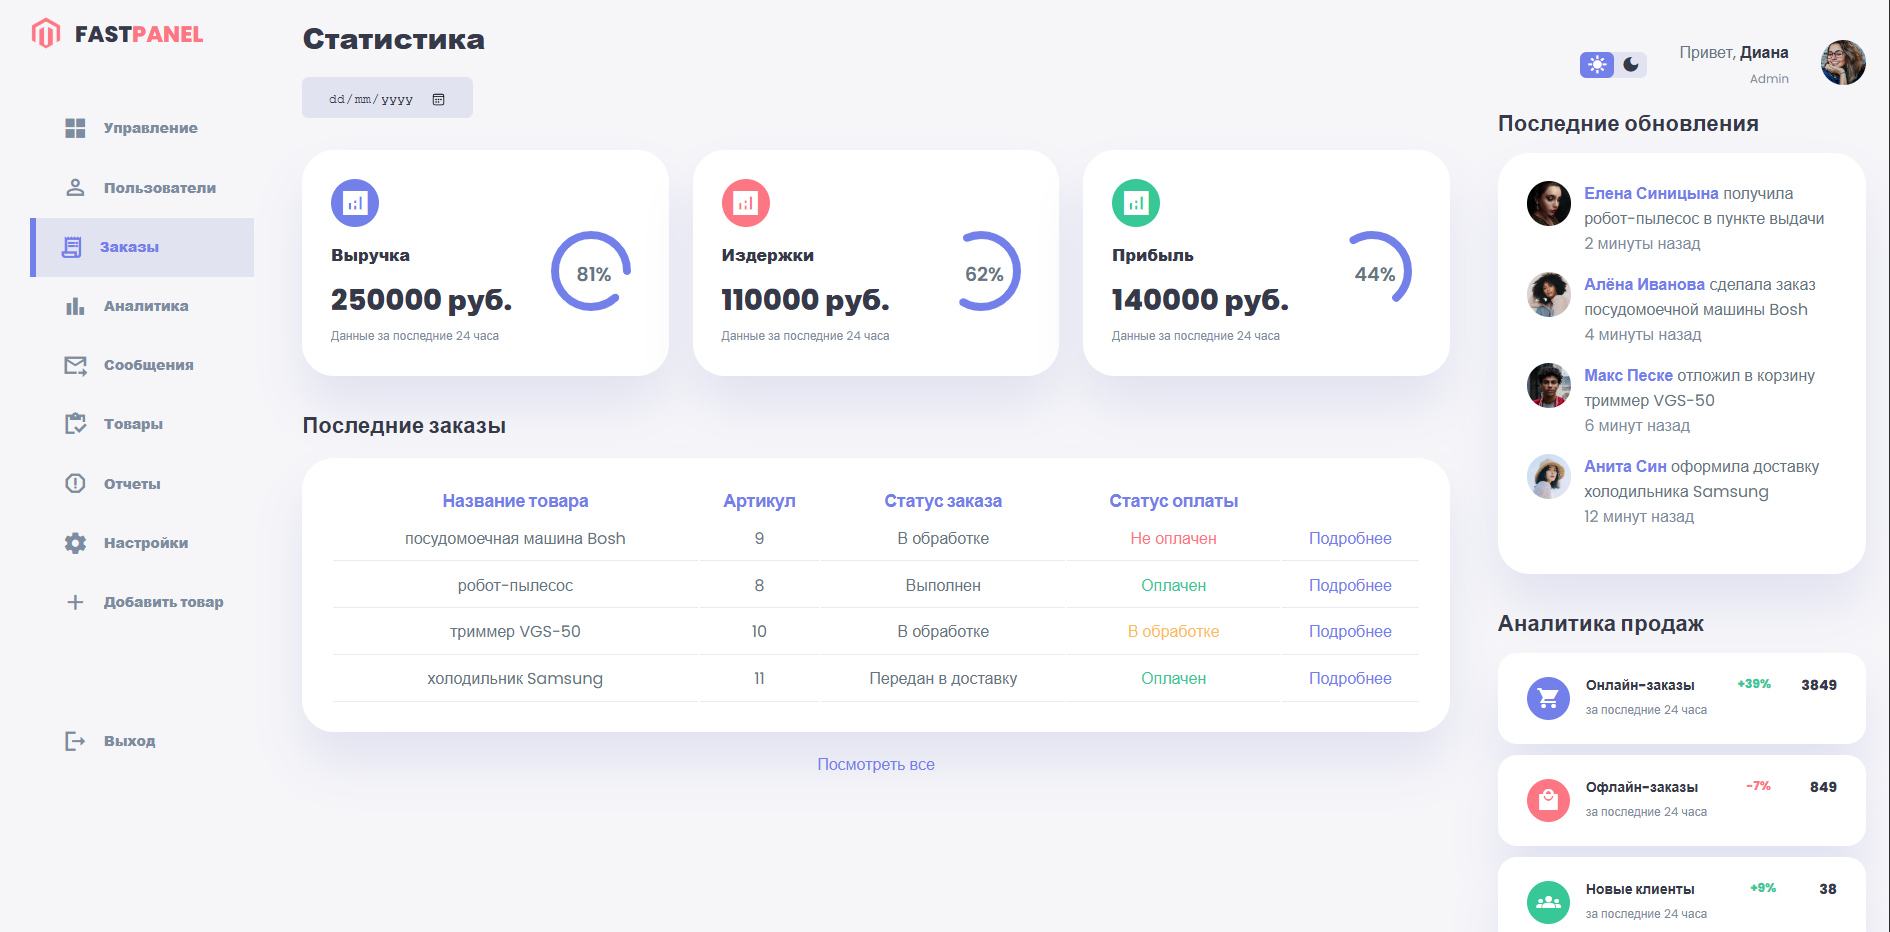 FASTPANEL
Управление
Пользователи
Заказы
Аналитика
Сообщения
Товары
Отчеты
Настройки
Добавить товар
Выход
Статистика
dd/mm/yyyy
Выручка
250000 руб.
Данные за последние 24 часа
81%
Издержки
110000 руб.
Данные за последние 24 часа
62%
Прибыль
140000 руб.
Данные за последние 24 часа
44%
Последние заказы
Название товара Артикул Статус заказа Статус оплаты
посудомоечная машина Bosh 9 В обработке Не оплачен Подробнее
робот-пылесос 8 Выполнен Оплачен Подробнее
триммер VGS-50 10 В обработке В обработке Подробнее
холодильник Samsung 11 Передан в доставку Оплачен Подробнее
Посмотреть все
Привет, Диана
Admin
Последние обновления
Елена Синицына получила
робот-пылесос в пункте выдачи
2 минуты назад
Алёна Иванова сделала заказ
посудомоечной машины Bosh
4 минуты назад
Макс Песке отложил в корзину
триммер VGS-50
6 минут назад
Анита Син оформила доставку
холодильника Samsung
12 минут назад
Аналитика продаж
Онлайн-заказы +39% 3849
за последние 24 часа
Офлайн-заказы -7% 849
за последние 24 часа
Новые клиенты +9% 38
за последние 24 часа